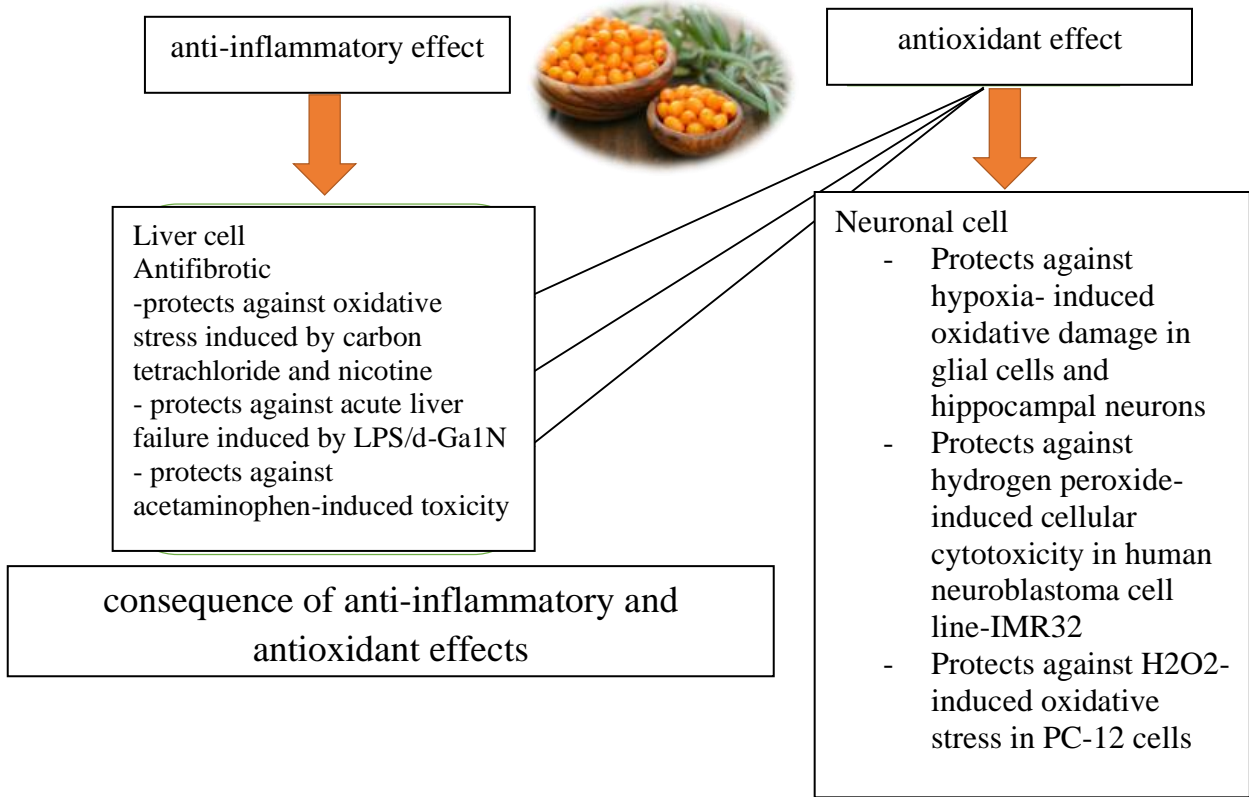 anti-inflammatory effect
antioxidant effect
Liver cell
Antifibrotic
-protects against oxidative
stress induced by carbon
tetrachloride and nicotine
- protects against acute liver
failure induced by LPS/d-Ga1N
- protects against
acetaminophen-induced toxicity
consequence of anti-inflammatory and
antioxidant effects
Neuronal cell
- Protects against
hypoxia- induced
oxidative damage in
glial cells and
hippocampal neurons
- Protects against
hydrogen peroxide-
induced cellular
cytotoxicity in human
neuroblastoma cell
line-IMR32
- Protects against H2O2-
induced oxidative
stress in PC-12 cells